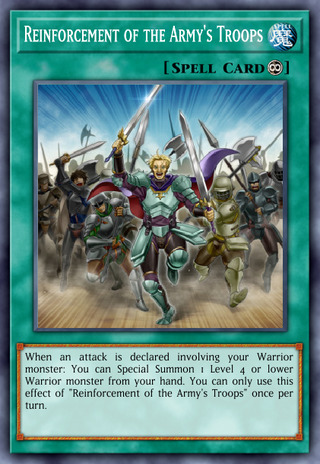 Reinforcement of the Army's Troops
魔
[Spell Card]
When an attack is declared involving your Warrior
monster: You can Special Summon 1 Level 4 or lower
Warrior monster from your hand. You can only use this
effect of "Reinforcement of the Army's Troops" once per
turn.